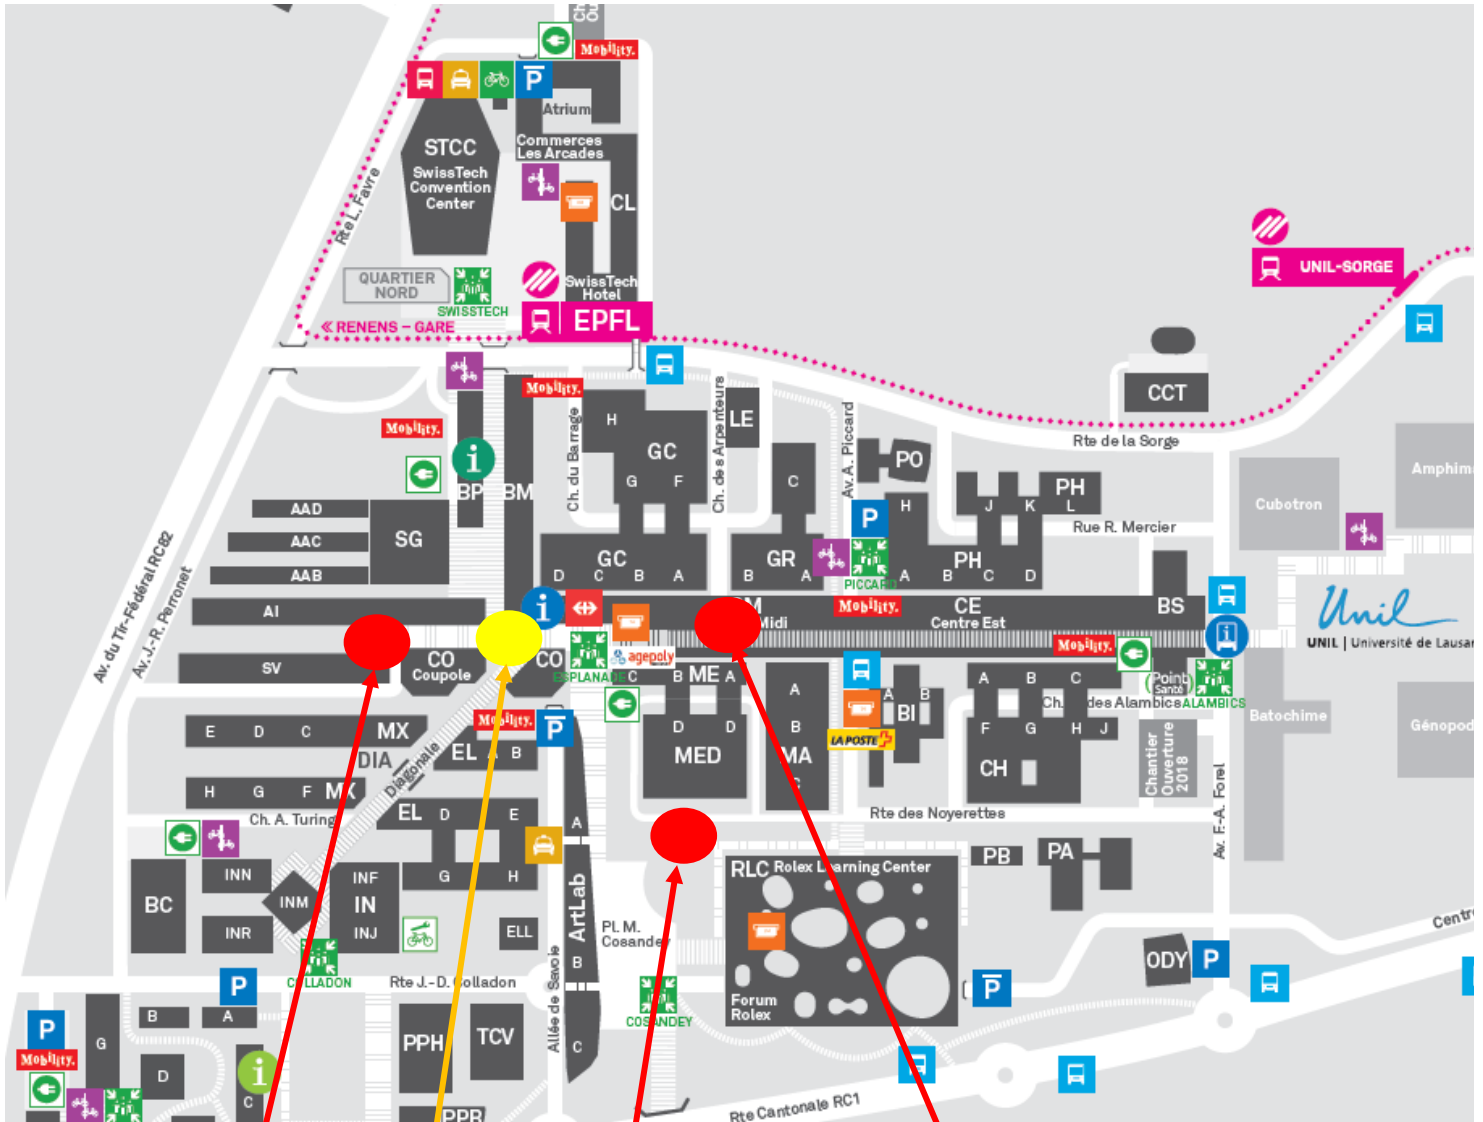 Ch
Ou
Mobility.
P
Atrium
Commerces
Les Arcades
STCC
SwissTech
Convention
Center
CL
Rte L. Favre
QUARTIER
NORD
SWISSTECH
SwissTech
Hotel
EPFL
« RENENS – GARE
UNIL-SORGE
CCT
Rte de la Sorge
Mobility.
Mobility.
i
BP
BM
Ch. du Barrage
H
GC
G
F
Ch. des Arpenteurs
LE
C
Av. A. Piccard
PO
PH
J
K
L
H
P
Rue R. Mercier
Amphim
Cubotron
AAD
AAC
AAB
SG
GC
D
C
B
A
GR
B
A
PICCARD
PH
A
B
C
D
BS
Av. du Tir-Fédéral RC82
Av. J.-R. Perronet
AI
i
Midi
Mobility.
CE
Centre Est
i
Unil
UNIL | Université de Lausan
SV
CO
Coupole
CO
ESPLANADE
agepoly
C
B
ME
A
D
D
MED
A
B
MA
C
A
B
BI
LA POSTE
Mobility.
A
B
C
Point
Santé
Ch. des Alambics
ALAMBICS
F
G
H
J
CH
Chantier
Ouverture
2018
Batochime
Génopod
E
D
C
MX
DIA
Diagonale
Mobility.
P
EL
A
B
H
G
F
MX
Ch. A. Turing
EL
D
E
G
H
Rte des Noyerettes
Av. F.-A. Forel
BC
INN
INM
INR
INF
IN
INJ
ELL
A
ArtLab
B
C
Pl. M.
Cosandey
RLC Rolex Learning Center
Forum
Rolex
PB
PA
ODY
P
P
Centr
COLLADON
Rte J.-D. Colladon
Allée de Savoie
COSANDEY
P
P
Mobility.
G
B
A
D
i
C
PPH
TCV
PPB
Rte Cantonale RC1